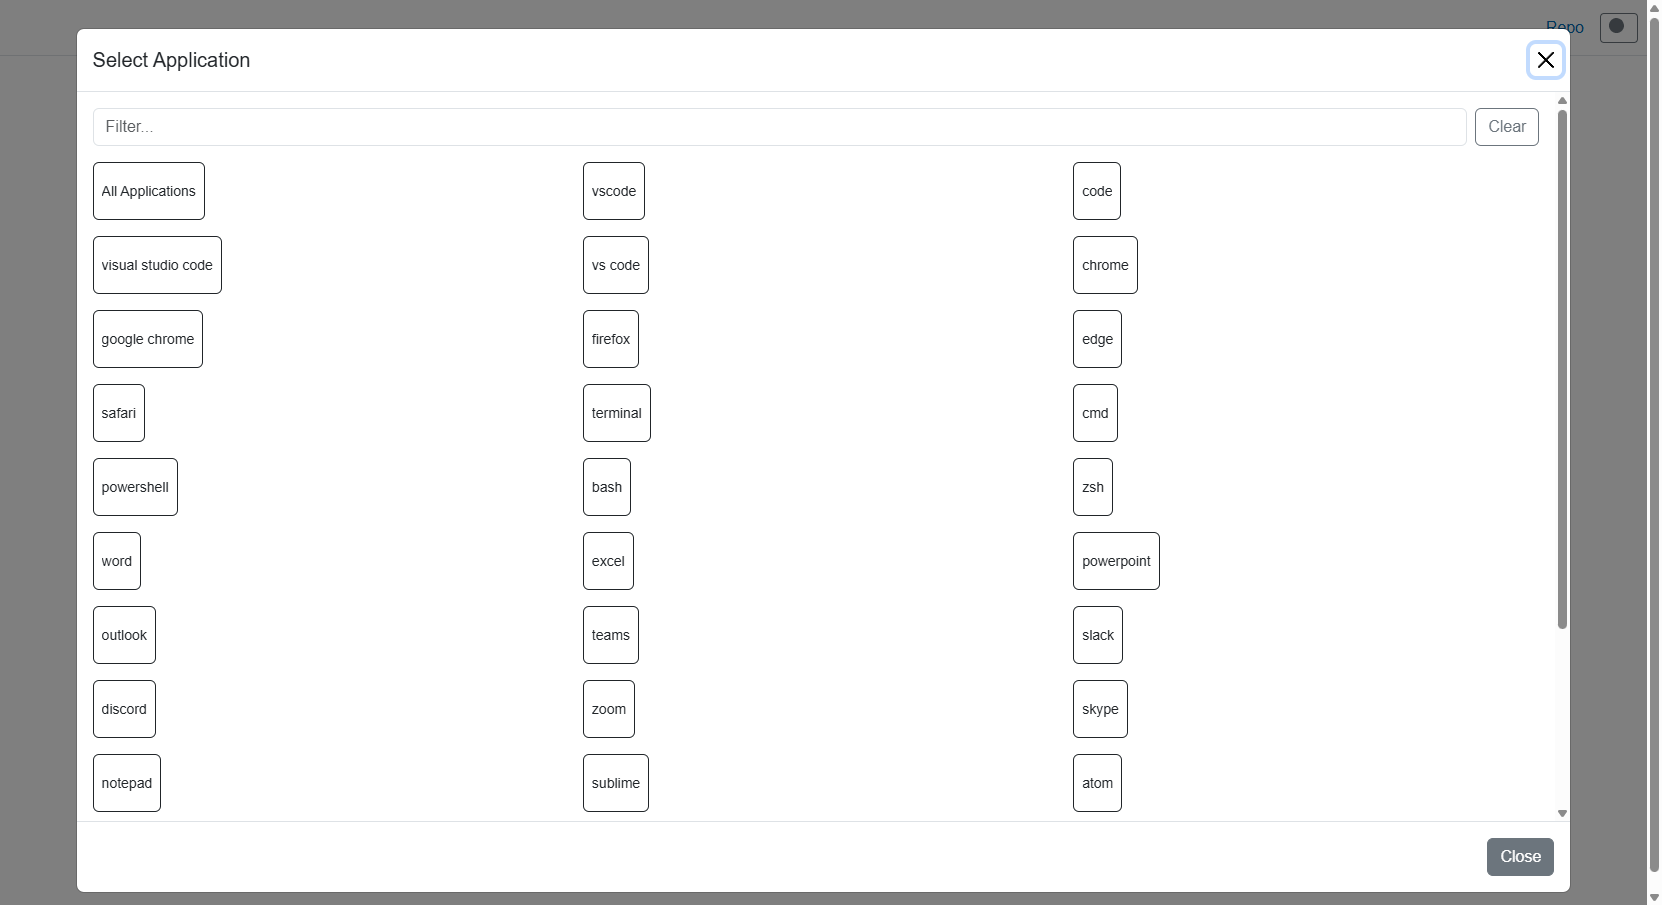 Repo
Select Application
Filter...
Clear
All Applications
vscode
code
visual studio code
vs code
chrome
google chrome
firefox
edge
safari
terminal
cmd
powershell
bash
zsh
word
excel
powerpoint
outlook
teams
slack
discord
zoom
skype
notepad
sublime
atom
Close